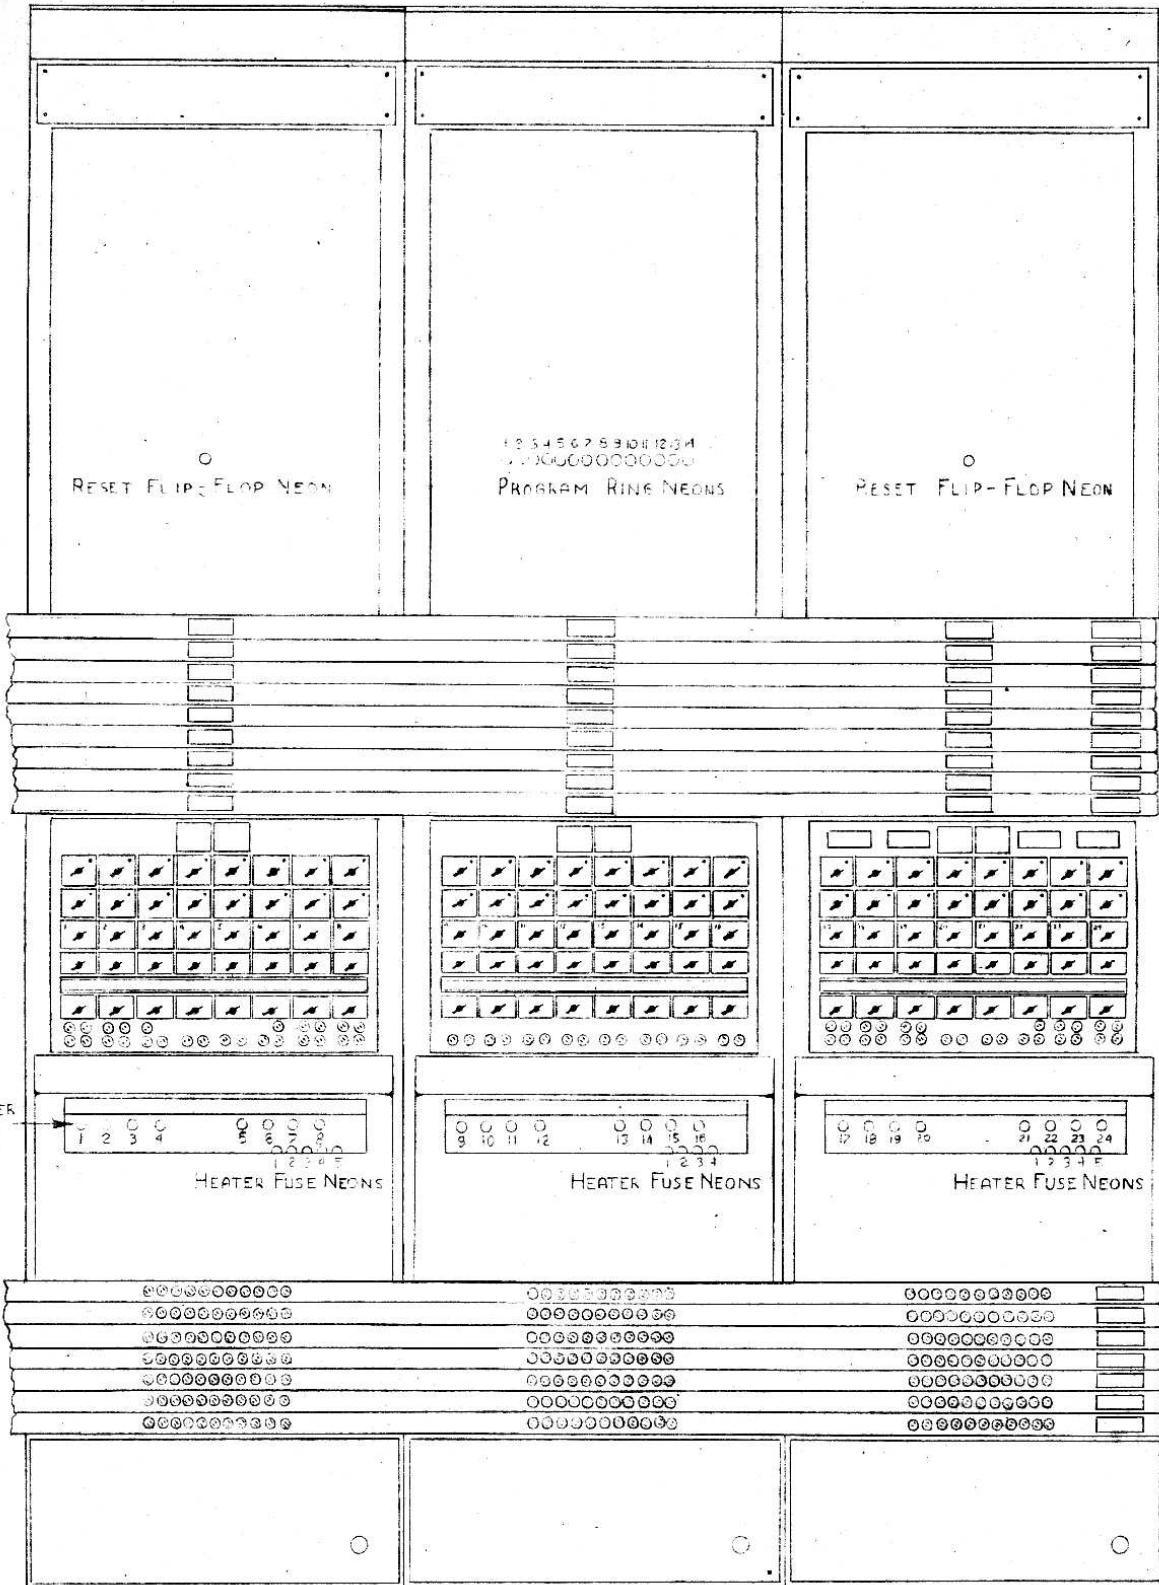 1 2 3 4 5 6 7 8 9 10 11 12 13 14
RESET FLIP-FLOP NEON
PROGRAM RING NEONS
RESET FLIP-FLOP NEON
ER
1 2 3 4 5 6 7 8
1 2 3 4 5
HEATER FUSE NEONS
9 10 11 12 13 14 15 16
1 2 3 4
HEATER FUSE NEONS
17 18 19 20 21 22 23 24
1 2 3 4 5
HEATER FUSE NEONS